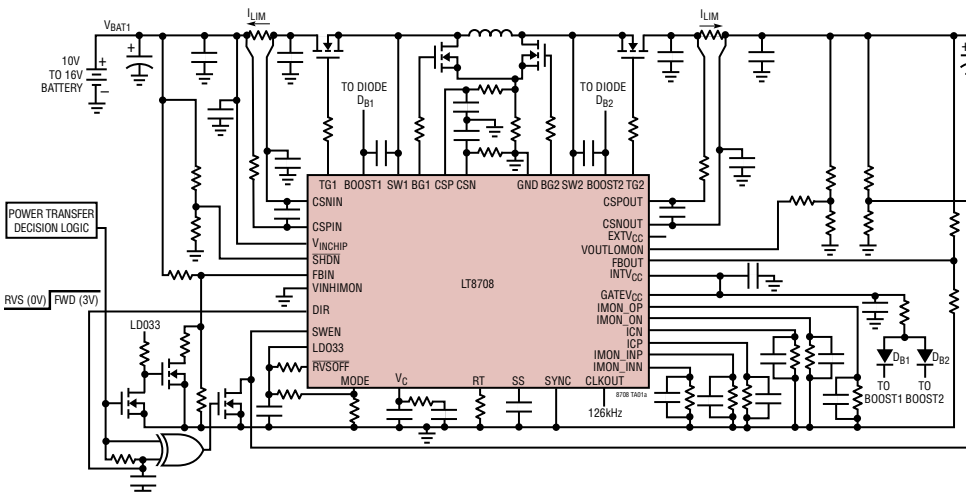 ILIM
ILIM
VBAT1
10V
TO 16V
BATTERY
TO DIODE
DB1
TO DIODE
DB2
TG1 BOOST1 SW1 BG1 CSP CSN GND BG2 SW2 BOOST2 TG2
CSNIN
CSPIN
VINCHIP
SHDN
FBIN
VINHIMON
DIR
SWEN
LDO33
RVSOFF
LT8708
CSPOUT
CSNOUT
EXTVCC
VOUTLOMON
FBOUT
INTVCC
GATEVCC
IMON_OP
IMON_ON
ICN
ICP
IMON_INP
IMON_INN
MODE VC RT SS SYNC CLKOUT
8708 TA01a
126kHz
POWER TRANSFER
DECISION LOGIC
RVS (0V) FWD (3V)
LDO33
DB1 DB2
TO TO
BOOST1 BOOST2